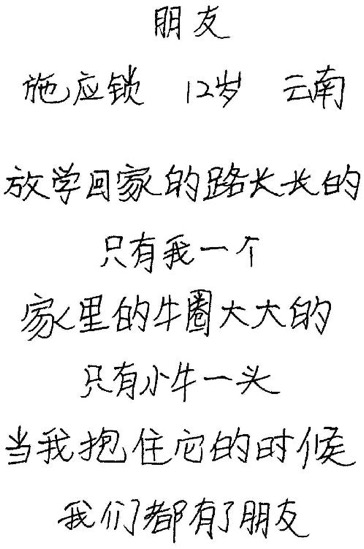 朋友
施应锁 12岁 云南
放学回家的路长长的
只有我一个
家里的牛圈大大的
只有小牛一头
当我抱住它的时候
我们都有了朋友